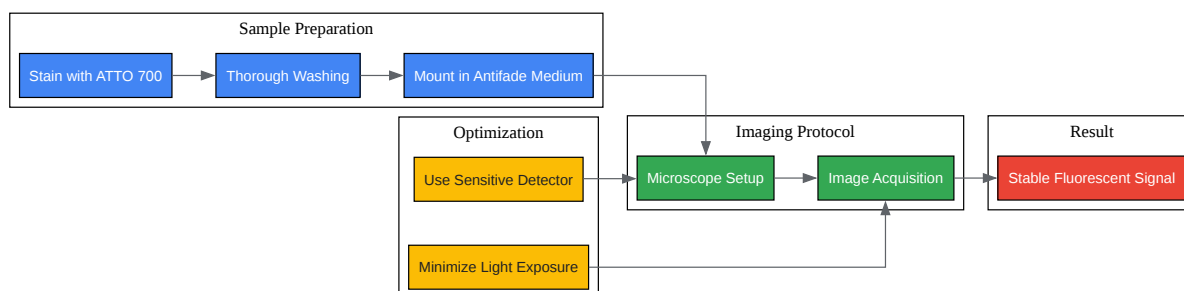 Sample Preparation
Stain with ATTO 700
Thorough Washing
Mount in Antifade Medium
Optimization
Use Sensitive Detector
Minimize Light Exposure
Imaging Protocol
Microscope Setup
Image Acquisition
Result
Stable Fluorescent Signal